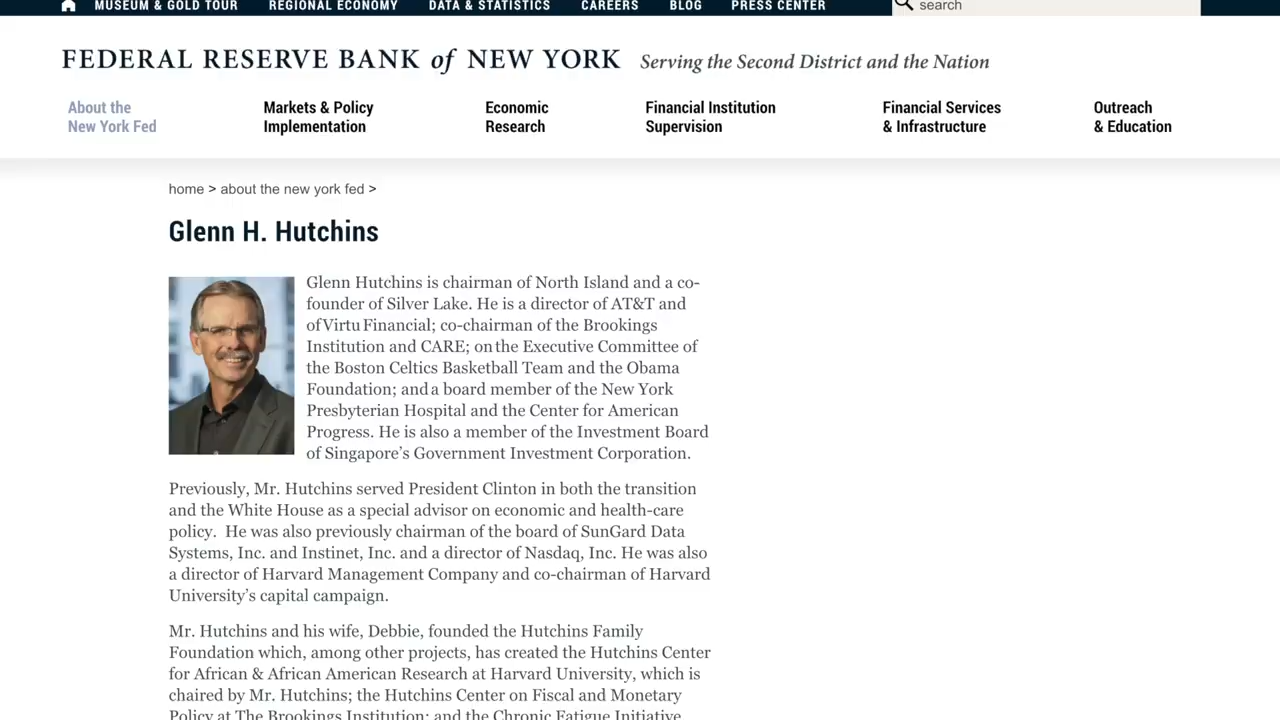 MUSEUM & GOLD TOUR REGIONAL ECONOMY DATA & STATISTICS CAREERS BLOG PRESS CENTER search
FEDERAL RESERVE BANK of NEW YORK Serving the Second District and the Nation
About the New York Fed
Markets & Policy Implementation
Economic Research
Financial Institution Supervision
Financial Services & Infrastructure
Outreach & Education
home > about the new york fed >
Glenn H. Hutchins
Glenn Hutchins is chairman of North Island and a co-
founder of Silver Lake. He is a director of AT&T and
of Virtu Financial; co-chairman of the Brookings
Institution and CARE; on the Executive Committee of
the Boston Celtics Basketball Team and the Obama
Foundation; and a board member of the New York
Presbyterian Hospital and the Center for American
Progress. He is also a member of the Investment Board
of Singapore’s Government Investment Corporation.
Previously, Mr. Hutchins served President Clinton in both the transition
and the White House as a special advisor on economic and health-care
policy. He was also previously chairman of the board of SunGard Data
Systems, Inc. and Instinet, Inc. and a director of Nasdaq, Inc. He was also
a director of Harvard Management Company and co-chairman of Harvard
University’s capital campaign.
Mr. Hutchins and his wife, Debbie, founded the Hutchins Family
Foundation which, among other projects, has created the Hutchins Center
for African & African American Research at Harvard University, which is
chaired by Mr. Hutchins; the Hutchins Center on Fiscal and Monetary
Policy at The Brookings Institution; and the Chronic Fatigue Initiative